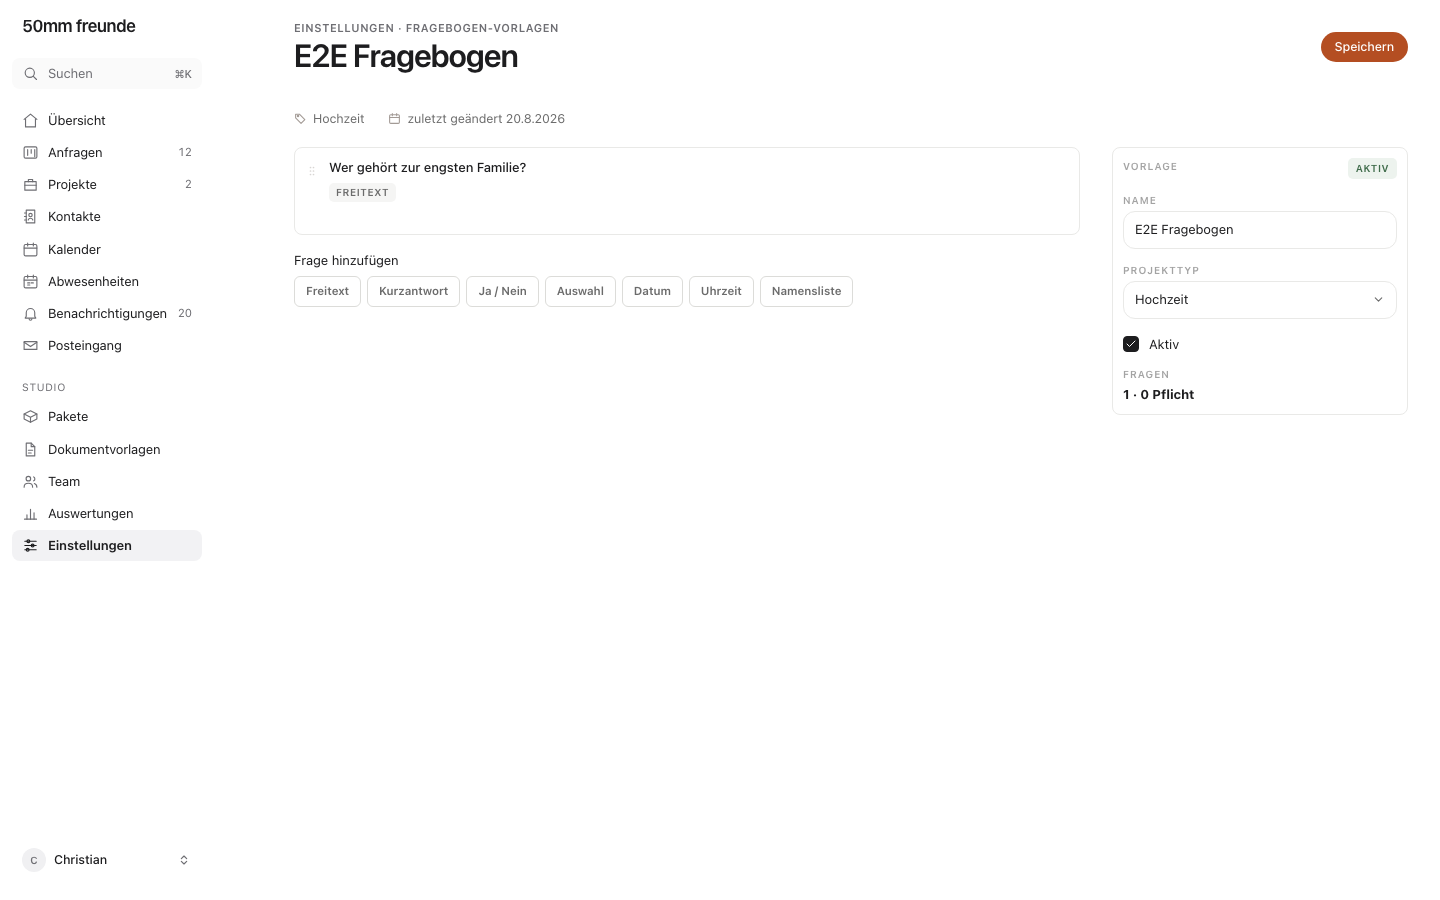 50mm freunde
Suchen ⌘K
Übersicht
Anfragen 12
Projekte 2
Kontakte
Kalender
Abwesenheiten
Benachrichtigungen 20
Posteingang
STUDIO
Pakete
Dokumentvorlagen
Team
Auswertungen
Einstellungen
C Christian
EINSTELLUNGEN · FRAGEBOGEN-VORLAGEN
E2E Fragebogen
Speichern
Hochzeit zuletzt geändert 20.8.2026
Wer gehört zur engsten Familie?
FREITEXT
Frage hinzufügen
Freitext Kurzantwort Ja / Nein Auswahl Datum Uhrzeit Namensliste
VORLAGE AKTIV
NAME
E2E Fragebogen
PROJEKTTYP
Hochzeit
Aktiv
FRAGEN
1 · 0 Pflicht